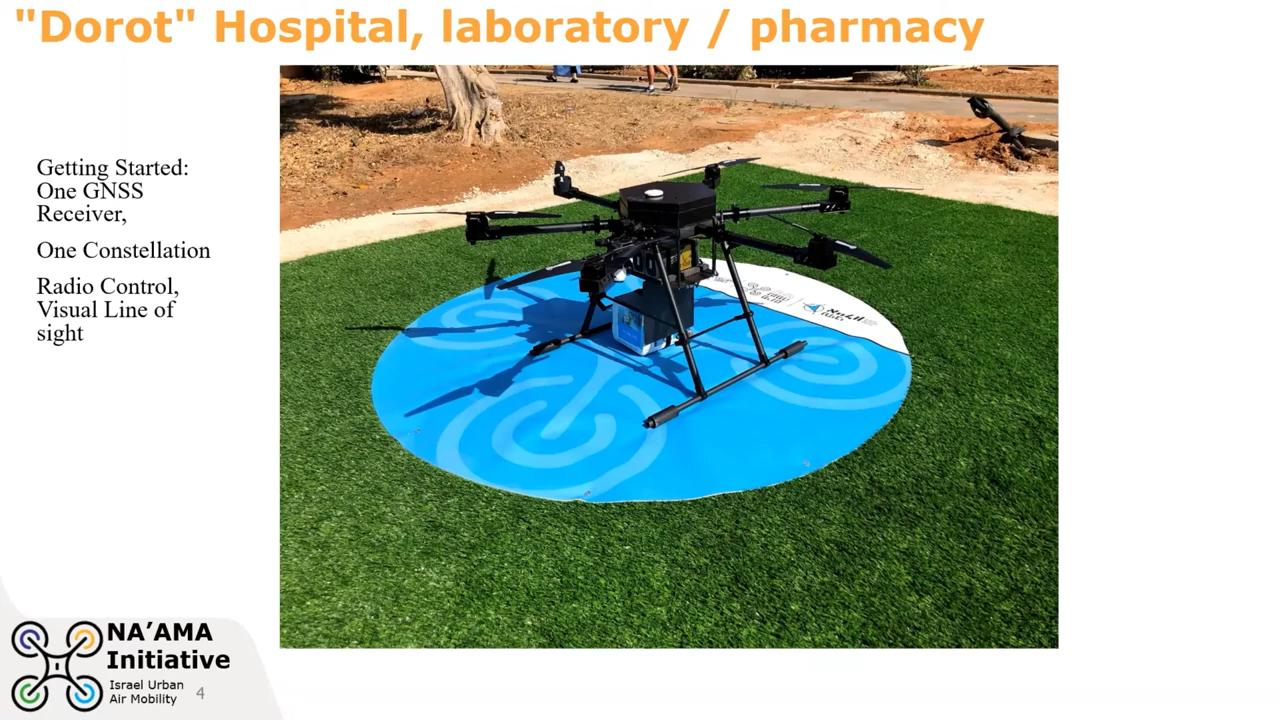 "Dorot" Hospital, laboratory / pharmacy
Getting Started:
One GNSS
Receiver,
One Constellation
Radio Control,
Visual Line of
sight
NA’AMA
Initiative
Israel Urban
Air Mobility
4